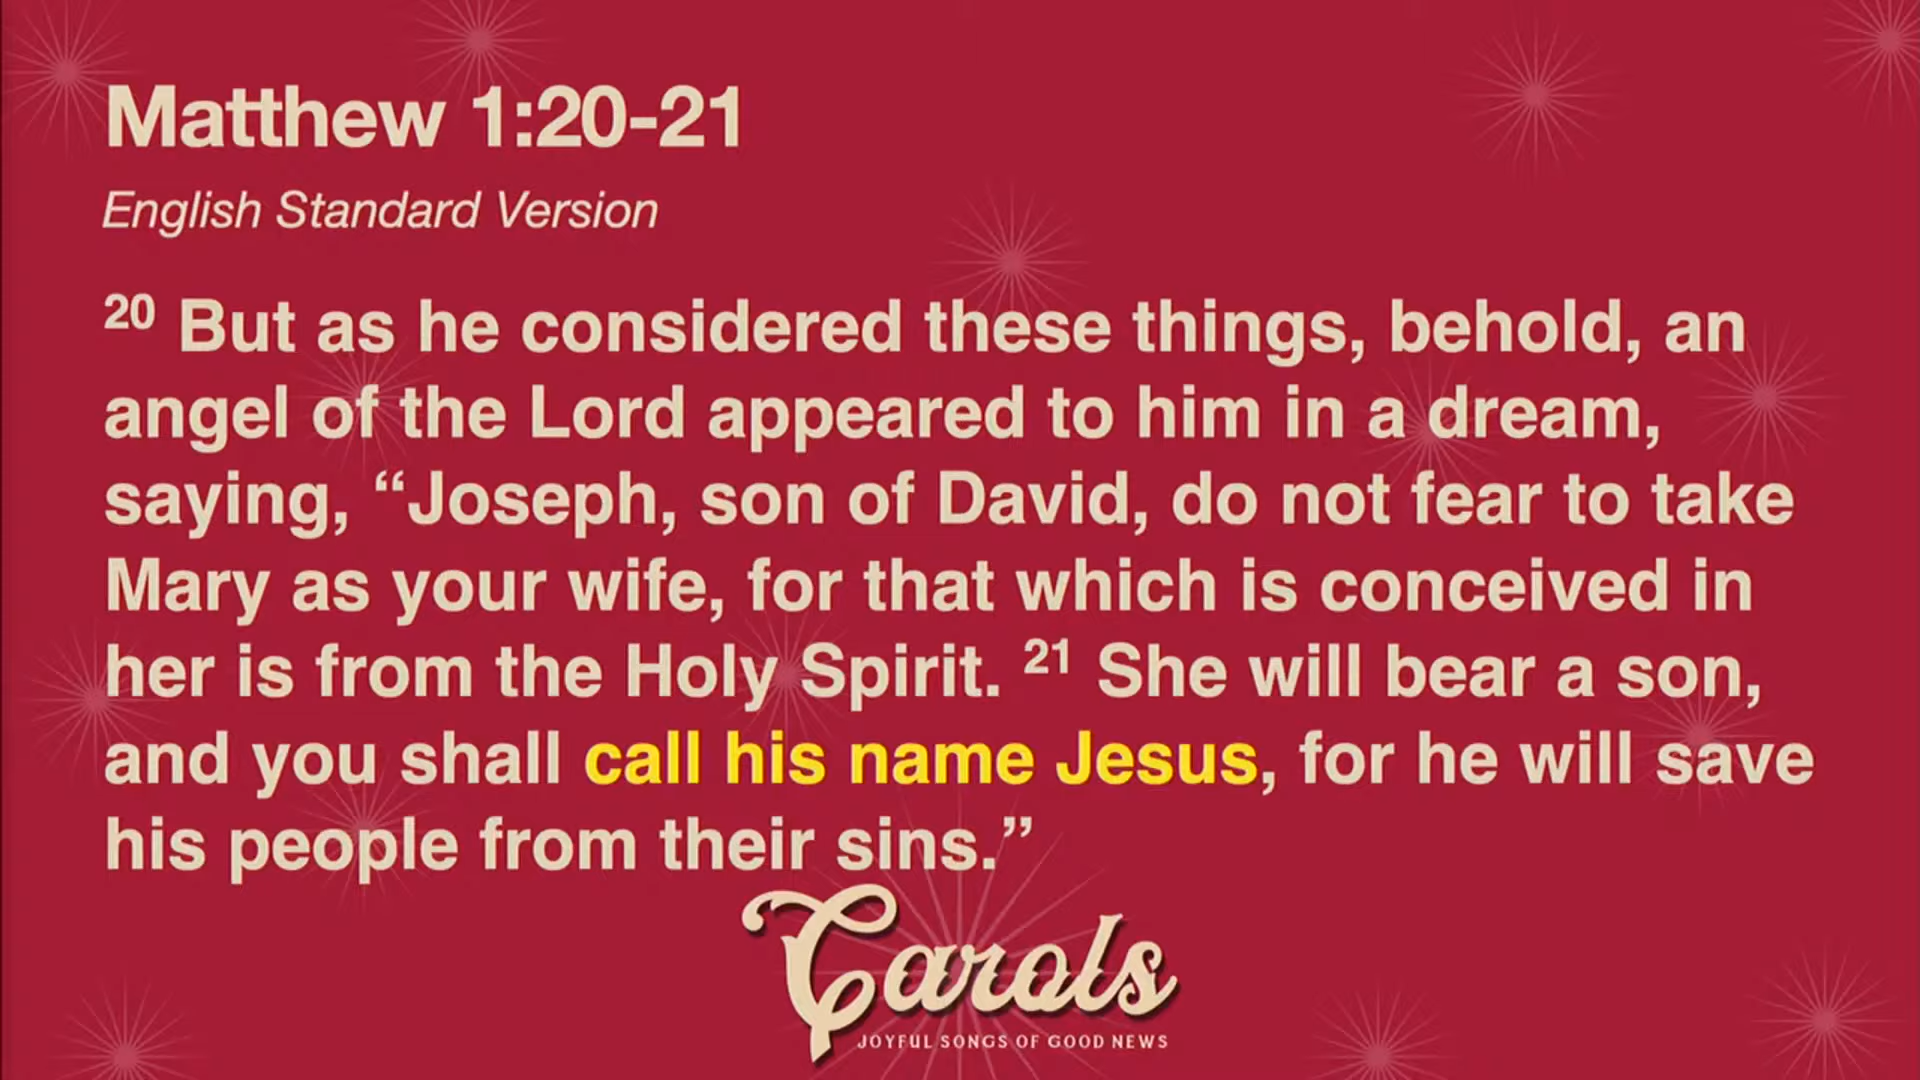 Matthew 1:20-21
English Standard Version
20 But as he considered these things, behold, an
angel of the Lord appeared to him in a dream,
saying, “Joseph, son of David, do not fear to take
Mary as your wife, for that which is conceived in
her is from the Holy Spirit. 21 She will bear a son,
and you shall call his name Jesus, for he will save
his people from their sins.”
Carols
JOYFUL SONGS OF GOOD NEWS